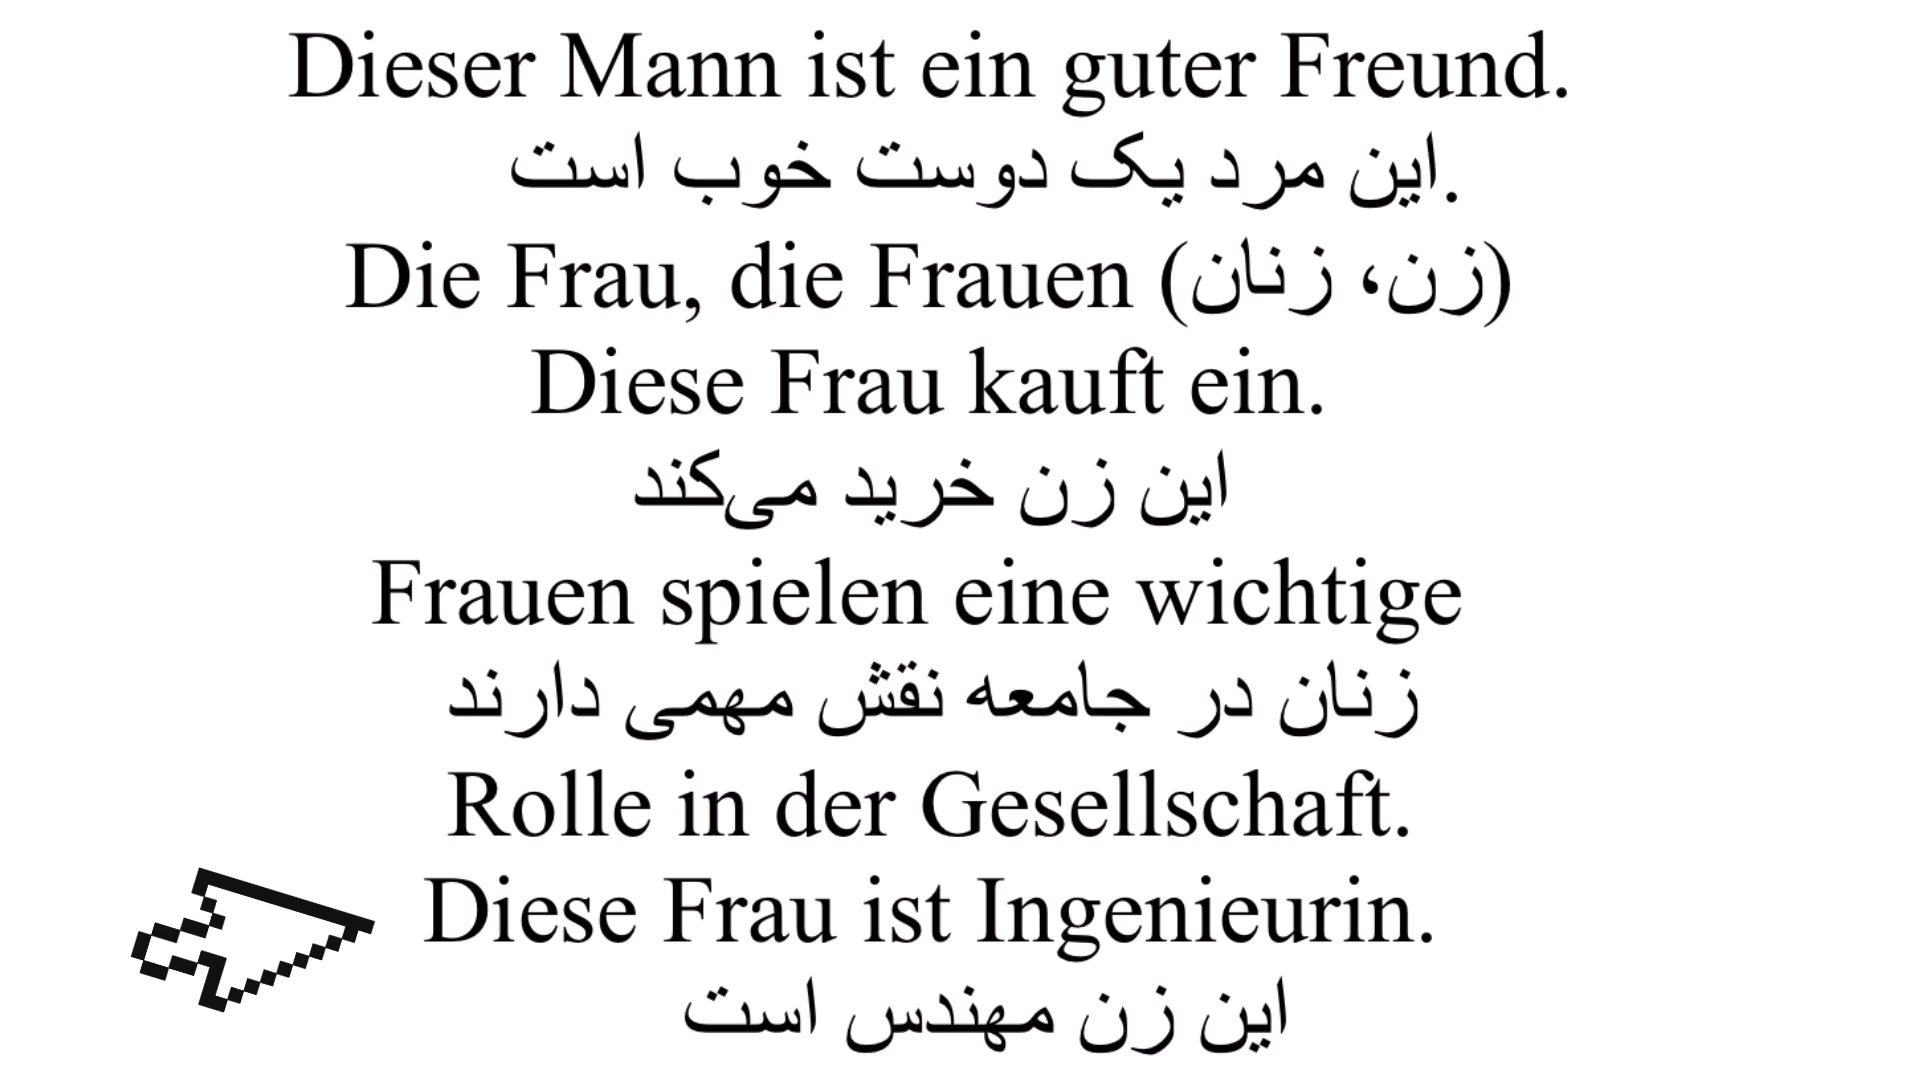 Dieser Mann ist ein guter Freund.
این مرد یک دوست خوب است.
Die Frau, die Frauen (زن، زنان)
Diese Frau kauft ein.
این زن خرید می‌کند
Frauen spielen eine wichtige
زنان در جامعه نقش مهمی دارند
Rolle in der Gesellschaft.
Diese Frau ist Ingenieurin.
این زن مهندس است